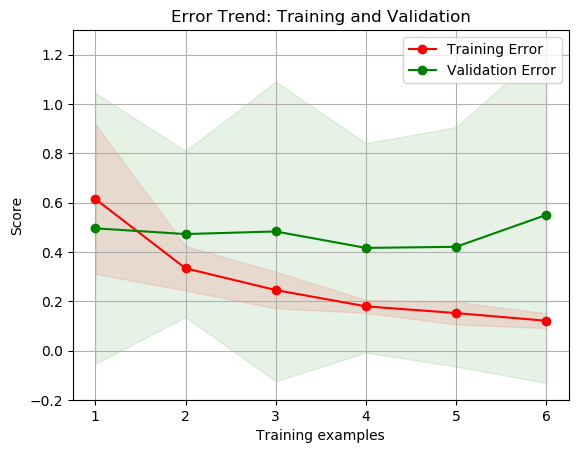 Error Trend: Training and Validation
Training Error
Validation Error
Score
1.2
1.0
0.8
0.6
0.4
0.2
0.0
−0.2
1 2 3 4 5 6
Training examples